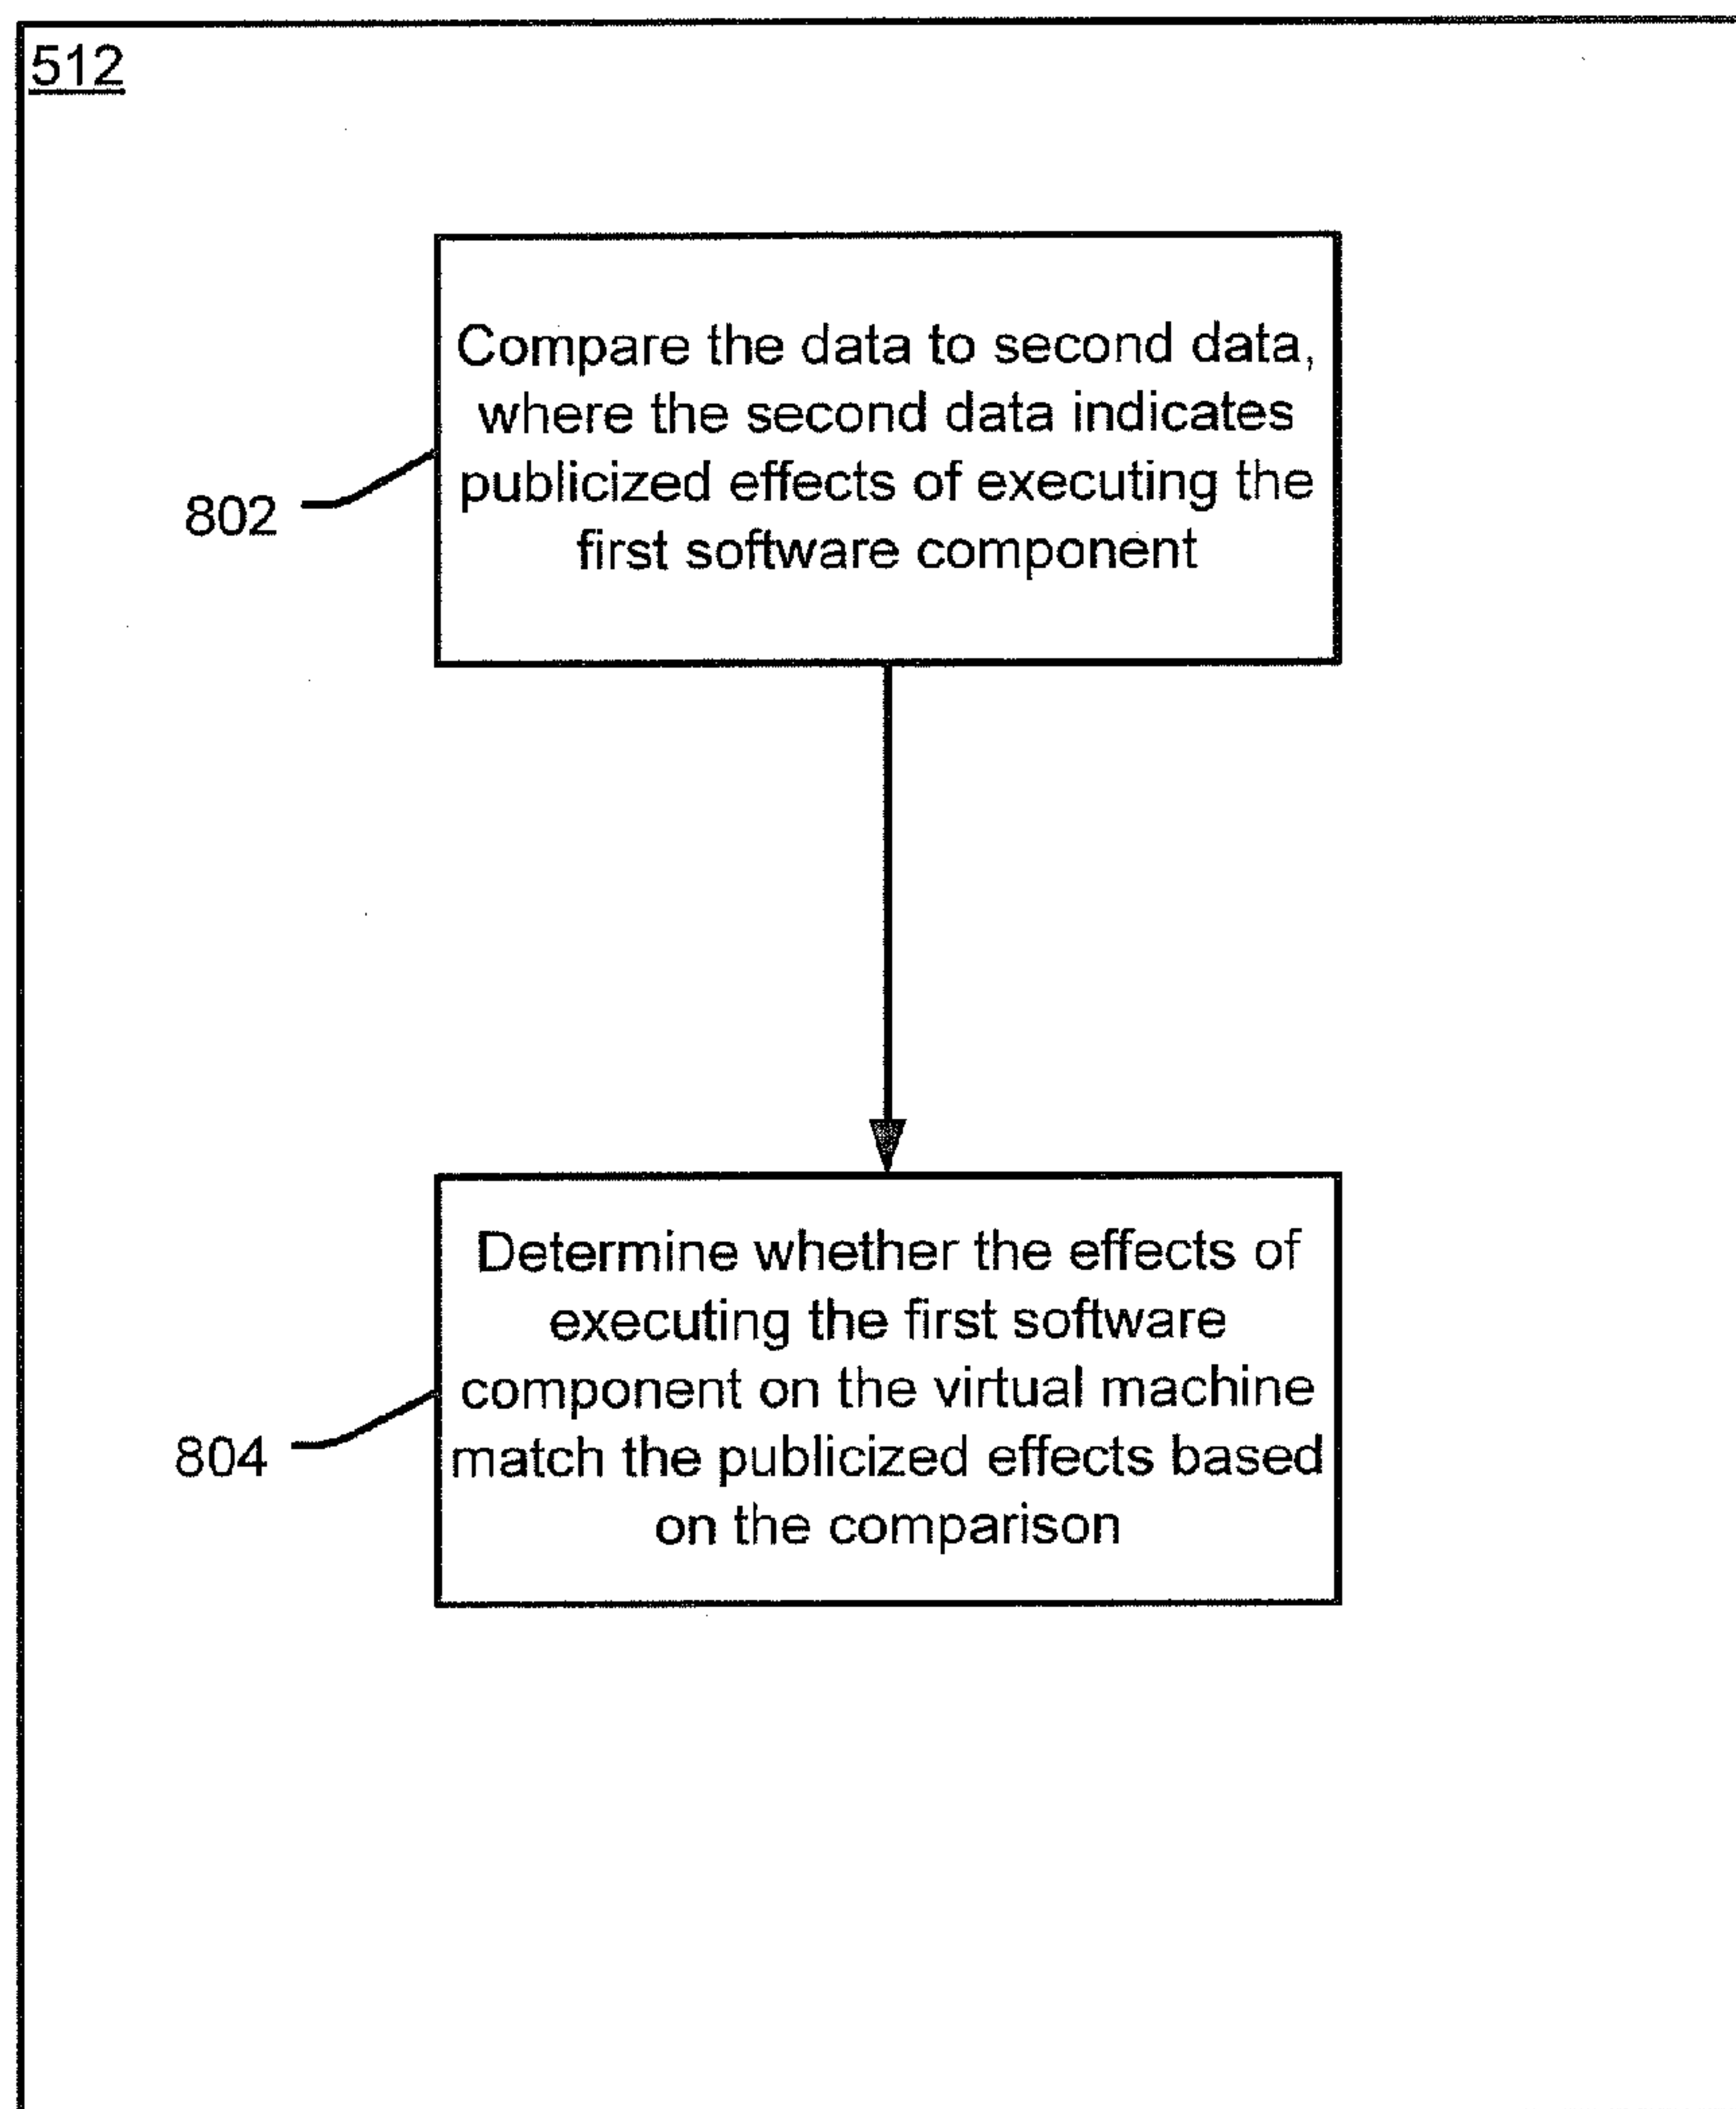 512
Compare the data to second data,
where the second data indicates
publicized effects of executing the
first software component
802
Determine whether the effects of
executing the first software
component on the virtual machine
match the publicized effects based
on the comparison
804